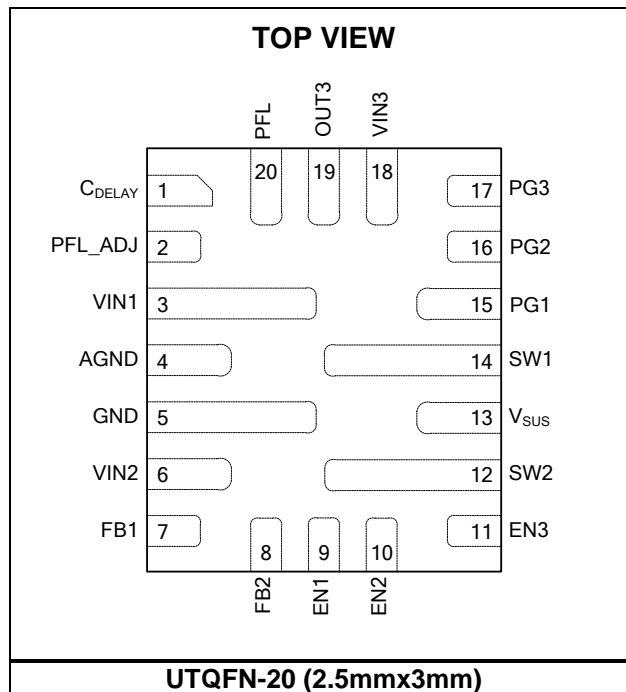 TOP VIEW
PFL
OUT3
VIN3
20
19
18
C_DELAY 1
17 PG3
PFL_ADJ 2
16 PG2
VIN1 3
15 PG1
AGND 4
14 SW1
GND 5
13 V_SUS
VIN2 6
12 SW2
FB1 7
11 EN3
8
9
10
FB2
EN1
EN2
UTQFN-20 (2.5mmx3mm)